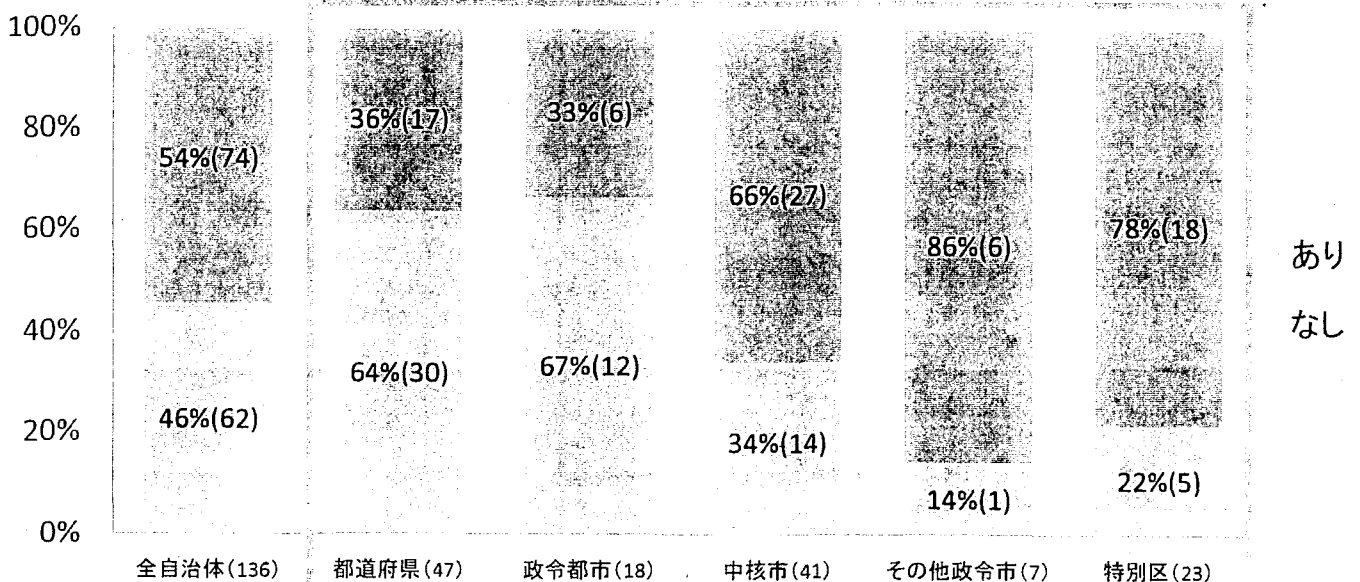 100%
80%
60%
40%
20%
0%
54%(74)
46%(62)
36%(17)
64%(30)
33%(6)
67%(12)
66%(27)
34%(14)
86%(6)
14%(1)
78%(18)
22%(5)
あり
なし
全自治体(136)
都道府県(47)
政令都市(18)
中核市(41)
その他政令市(7)
特別区(23)